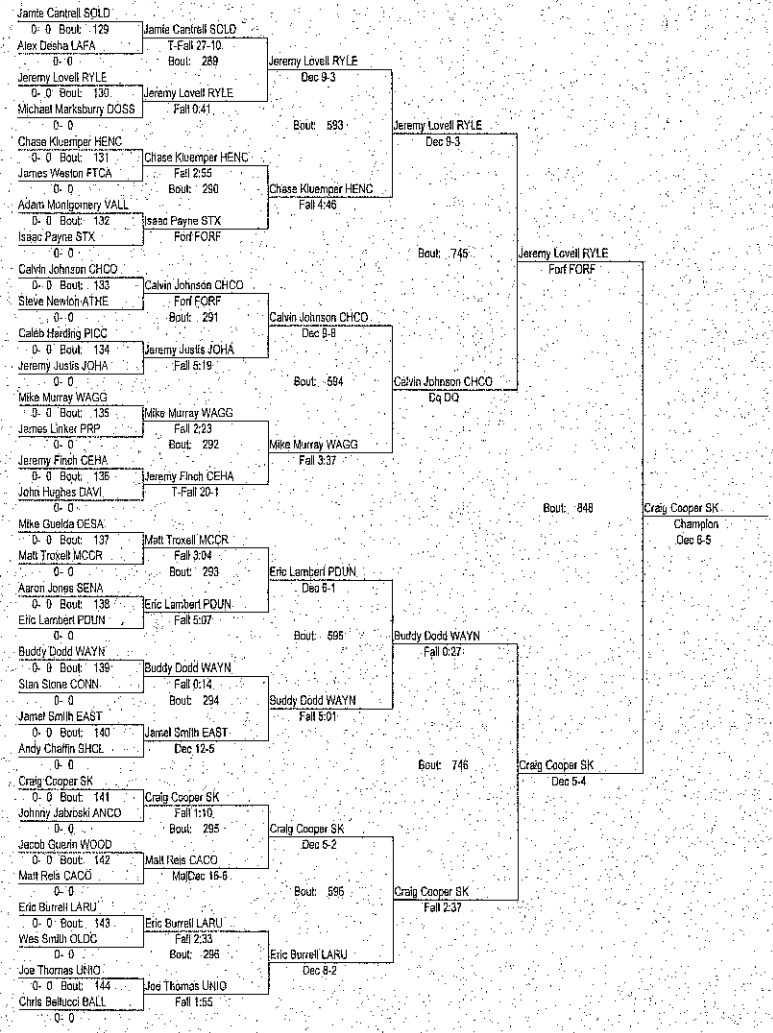 Jamie Cantrell SOLD
0- 0 Bout: 129
Alex Desha LAFA
0- 0
Jeremy Lovell RYLE
0- 0 Bout: 130
Michael Marksburry DOSS
0- 0
Chase Kluemper HENC
0- 0 Bout: 131
James Weston FTCA
0- 0
Adam Montgomery VALL
0- 0 Bout: 132
Isaac Payne STX
0- 0
Calvin Johnson CHCO
0- 0 Bout: 133
Steve Newton ATHE
0- 0
Caleb Harding PICC
0- 0 Bout: 134
Jeremy Justis JOHA
0- 0
Mike Murray WAGG
0- 0 Bout: 135
James Linker PRP
0- 0
Jeremy Finch CEHA
0- 0 Bout: 136
John Hughes DAVI
0- 0
Mike Guelda DESA
0- 0 Bout: 137
Matt Troxell MCCR
0- 0
Aaron Jones SENA
0- 0 Bout: 138
Eric Lambert PDUN
0- 0
Buddy Dodd WAYN
0- 0 Bout: 139
Stan Stone CONN
0- 0
Jamel Smith EAST
0- 0 Bout: 140
Andy Chaffin SHCE
0- 0
Craig Cooper SK
0- 0 Bout: 141
Johnny Jabroski ANCO
0- 0
Jacob Guerin WOOD
0- 0 Bout: 142
Matt Reis CACO
0- 0
Eric Burrell LARU
0- 0 Bout: 143
Wes Smith OLDC
0- 0
Joe Thomas UNIO
0- 0 Bout: 144
Chris Bellucci BALL
0- 0
Jamie Cantrell SOLD
T-Fall 27-10
Bout: 289
Jeremy Lovell RYLE
Fall 0:41
Chase Kluemper HENC
Fall 2:55
Bout: 290
Isaac Payne STX
Forf FORF
Calvin Johnson CHCO
Forf FORF
Bout: 291
Jeremy Justis JOHA
Fall 5:19
Mike Murray WAGG
Fall 2:23
Bout: 292
Jeremy Finch CEHA
T-Fall 20-1
Matt Troxell MCCR
Fall 3:04
Bout: 293
Eric Lambert PDUN
Fall 5:07
Buddy Dodd WAYN
Fall 0:14
Bout: 294
Jamel Smith EAST
Dec 12-5
Craig Cooper SK
Fall 1:10
Bout: 295
Matt Reis CACO
MajDec 16-6
Eric Burrell LARU
Fall 2:33
Bout: 296
Joe Thomas UNIO
Fall 1:55
Jeremy Lovell RYLE
Dec 9-3
Bout: 593
Chase Kluemper HENC
Fall 4:46
Calvin Johnson CHCO
Dec 9-8
Bout: 594
Mike Murray WAGG
Fall 3:37
Eric Lambert PDUN
Dec 6-1
Bout: 595
Buddy Dodd WAYN
Fall 5:01
Craig Cooper SK
Dec 5-2
Bout: 596
Eric Burrell LARU
Dec 8-2
Jeremy Lovell RYLE
Dec 9-3
Bout: 745
Calvin Johnson CHCO
Dq DQ
Buddy Dodd WAYN
Fall 0:27
Bout: 746
Craig Cooper SK
Fall 2:37
Jeremy Lovell RYLE
Forf FORF
Bout: 848
Craig Cooper SK
Dec 5-4
Craig Cooper SK
Champion
Dec 6-5